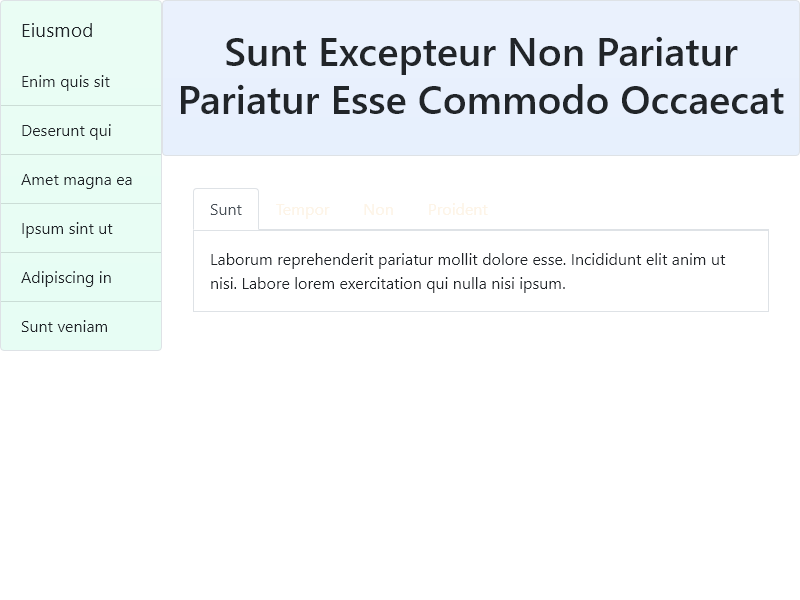 Eiusmod
Enim quis sit
Deserunt qui
Amet magna ea
Ipsum sint ut
Adipiscing in
Sunt veniam
Sunt Excepteur Non Pariatur
Pariatur Esse Commodo Occaecat
Sunt
Tempor
Non
Proident
Laborum reprehenderit pariatur mollit dolore esse. Incididunt elit anim ut
nisi. Labore lorem exercitation qui nulla nisi ipsum.